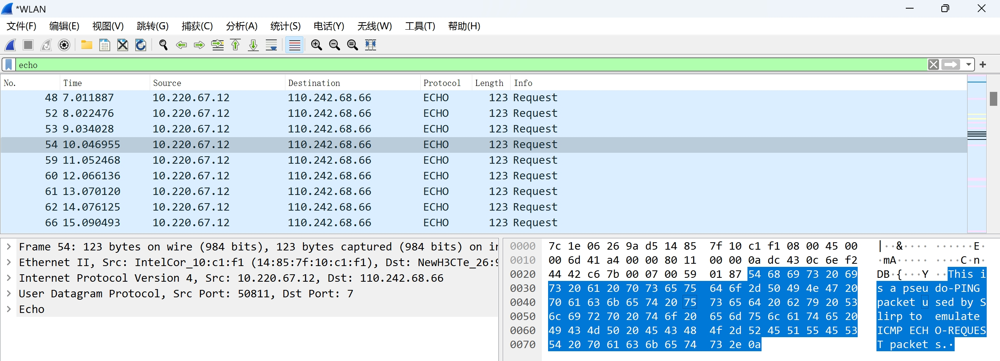 *WLAN
文件(F) 编辑(E) 视图(V) 跳转(G) 捕获(C) 分析(A) 统计(S) 电话(Y) 无线(W) 工具(T) 帮助(H)
echo
No. Time Source Destination Protocol Length Info
48 7.011887 10.220.67.12 110.242.68.66 ECHO 123 Request
52 8.022476 10.220.67.12 110.242.68.66 ECHO 123 Request
53 9.034028 10.220.67.12 110.242.68.66 ECHO 123 Request
54 10.046955 10.220.67.12 110.242.68.66 ECHO 123 Request
59 11.052468 10.220.67.12 110.242.68.66 ECHO 123 Request
60 12.066136 10.220.67.12 110.242.68.66 ECHO 123 Request
61 13.070120 10.220.67.12 110.242.68.66 ECHO 123 Request
62 14.076125 10.220.67.12 110.242.68.66 ECHO 123 Request
66 15.090493 10.220.67.12 110.242.68.66 ECHO 123 Request
Frame 54: 123 bytes on wire (984 bits), 123 bytes captured (984 bits) on
Ethernet II, Src: IntelCor_10:c1:f1 (14:85:7f:10:c1:f1), Dst: NewH3CTe_26:9
Internet Protocol Version 4, Src: 10.220.67.12, Dst: 110.242.68.66
User Datagram Protocol, Src Port: 50811, Dst Port: 7
Echo
0000 7c 1e 06 26 9a d5 14 85 7f 10 c1 f1 08 00 45 00 |··&···· ······E·
0010 00 6d 41 a4 00 00 80 11 00 00 0a dc 43 0c 6e f2 ·mA····· ····C·n·
0020 44 42 c6 7b 00 07 00 59 01 87 54 68 69 73 20 69 DB·{···Y ··This i
0030 73 20 61 20 70 73 65 75 64 6f 2d 50 49 4e 47 20 s a pseu do-PING
0040 70 61 63 6b 65 74 20 75 73 65 64 20 62 79 20 53 packet u sed by S
0050 6c 69 72 70 20 74 6f 20 65 6d 75 6c 61 74 65 20 lirp to emulate
0060 49 43 4d 50 20 45 43 48 4f 2d 52 45 51 55 45 53 ICMP ECH O-REQUES
0070 54 20 70 61 63 6b 65 74 73 2e 0a T packet s.·